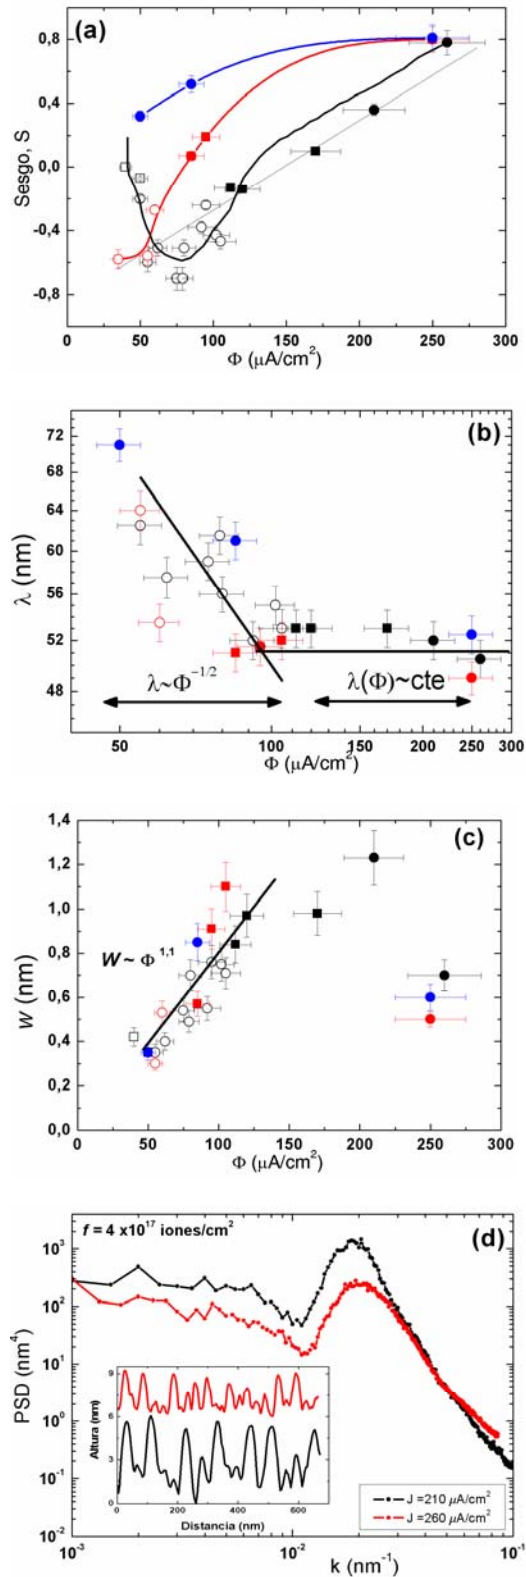 (a)
Sesgo, S
0,8
0,4
0,0
-0,4
-0,8
0 50 100 150 200 250 300
Φ (μA/cm²)
(b)
λ (nm)
72
68
64
60
56
52
48
λ~Φ⁻¹/²
λ(Φ)~cte
50 100 150 200 250 300
Φ (μA/cm²)
(c)
W (nm)
1,4
1,2
1,0
0,8
0,6
0,4
0,2
0,0
W ~ Φ 1,1
0 50 100 150 200 250 300
Φ (μA/cm²)
f = 4 x10¹⁷ iones/cm²
(d)
PSD (nm⁴)
10³
10²
10¹
10⁰
10⁻¹
10⁻²
Altura (nm)
9
6
3
0
0 200 400 600
Distancia (nm)
J =210 μA/cm²
J =260 μA/cm²
10⁻³ 10⁻² 10⁻¹
k (nm⁻¹)